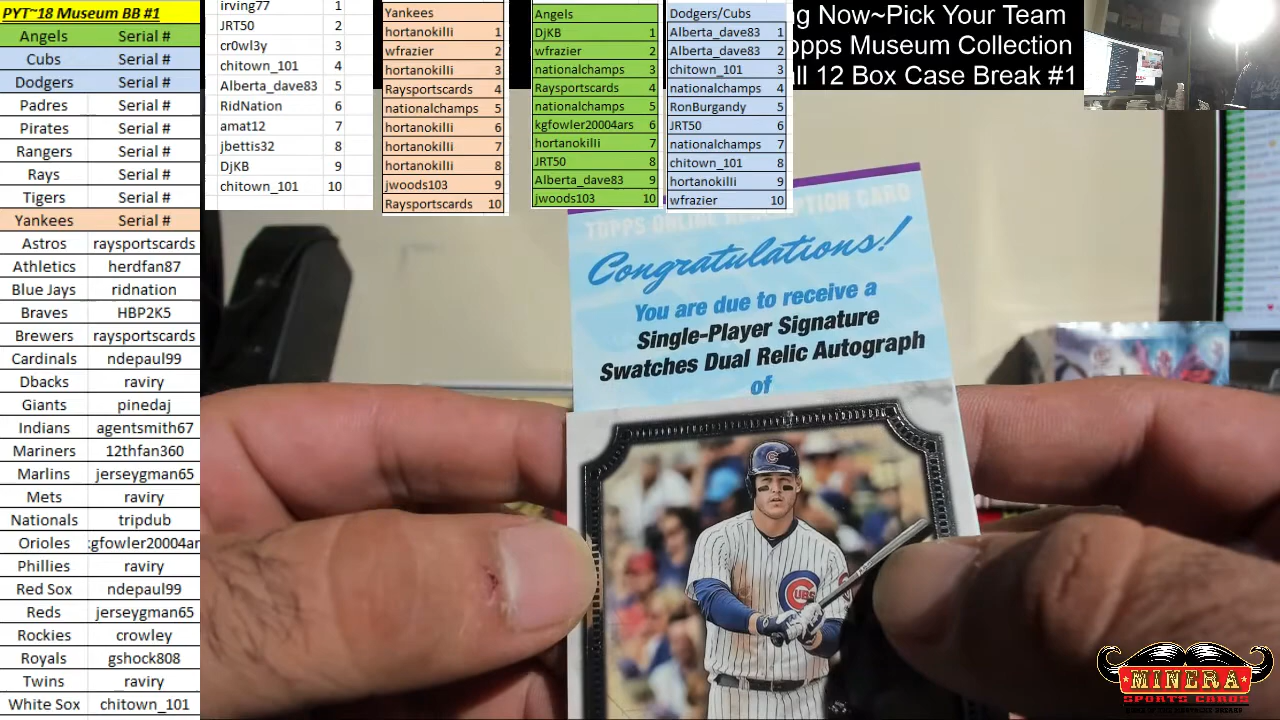 PYT~18 Museum BB #1
Angels Serial #
Cubs Serial #
Dodgers Serial #
Padres Serial #
Pirates Serial #
Rangers Serial #
Rays Serial #
Tigers Serial #
Yankees Serial #
Astros raysportscards
Athletics herdfan87
Blue Jays ridnation
Braves HBP2K5
Brewers raysportscards
Cardinals ndepaul99
Dbacks raviry
Giants pinedaj
Indians agentsmith67
Mariners 12thfan360
Marlins jerseygman65
Mets raviry
Nationals tripdub
Orioles kgfowler20004ar
Phillies raviry
Red Sox ndepaul99
Reds jerseygman65
Rockies crowley
Royals gshock808
Twins raviry
White Sox chitown_101
irving77 1
JRT50 2
cr0wl3y 3
chitown_101 4
Alberta_dave83 5
RidNation 6
amat12 7
jbettis32 8
DjKB 9
chitown_101 10
Yankees
hortanokilli 1
wfrazier 2
hortanokilli 3
Raysportscards 4
nationalchamps 5
hortanokilli 6
hortanokilli 7
hortanokilli 8
jwoods103 9
Raysportscards 10
Angels
DjKB 1
wfrazier 2
nationalchamps 3
Raysportscards 4
nationalchamps 5
kgfowler20004ars 6
hortanokilli 7
JRT50 8
Alberta_dave83 9
jwoods103 10
Dodgers/Cubs
Alberta_dave83 1
Alberta_dave83 2
chitown_101 3
nationalchamps 4
RonBurgandy 5
JRT50 6
nationalchamps 7
chitown_101 8
hortanokilli 9
wfrazier 10
ng Now~Pick Your Team
opps Museum Collection
all 12 Box Case Break #1
TOPPS ONLINE REDEMPTION CARD
Congratulations!
You are due to receive a
Single-Player Signature
Swatches Dual Relic Autograph
of
C
CUBS
MINERA
SPORTS CARDS